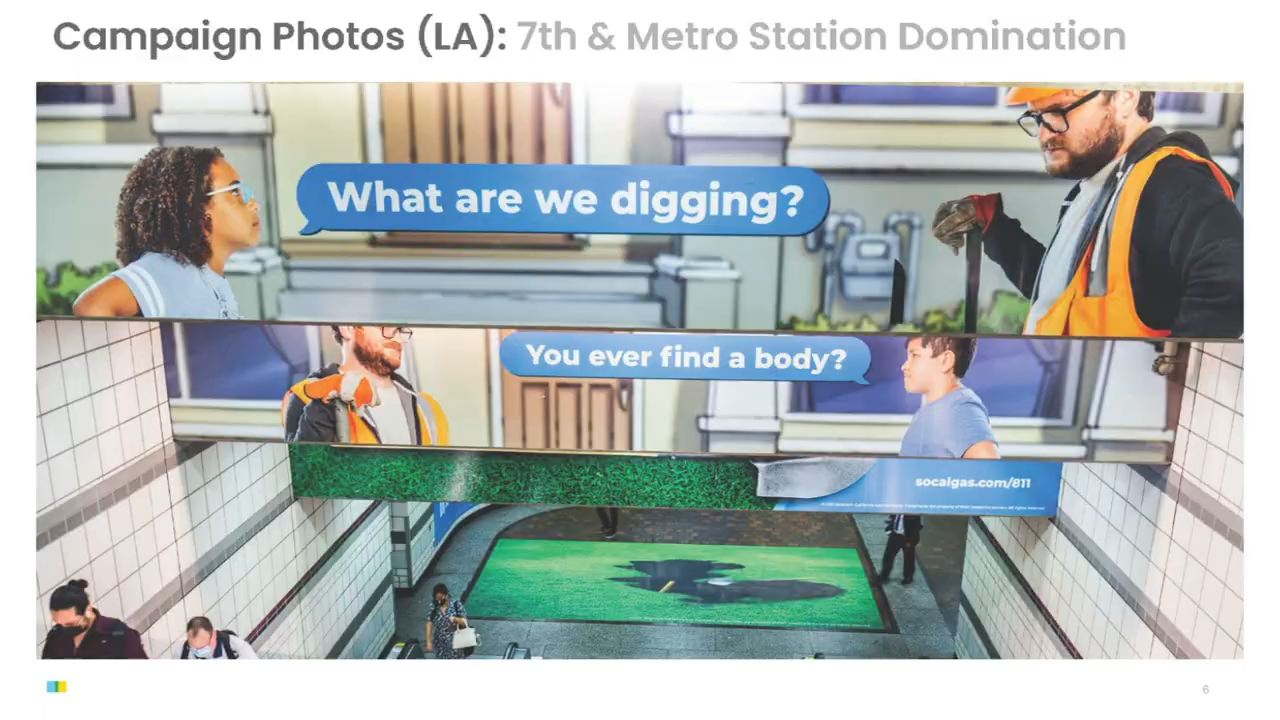 Campaign Photos (LA): 7th & Metro Station Domination
What are we digging?
You ever find a body?
socalgas.com/811
6